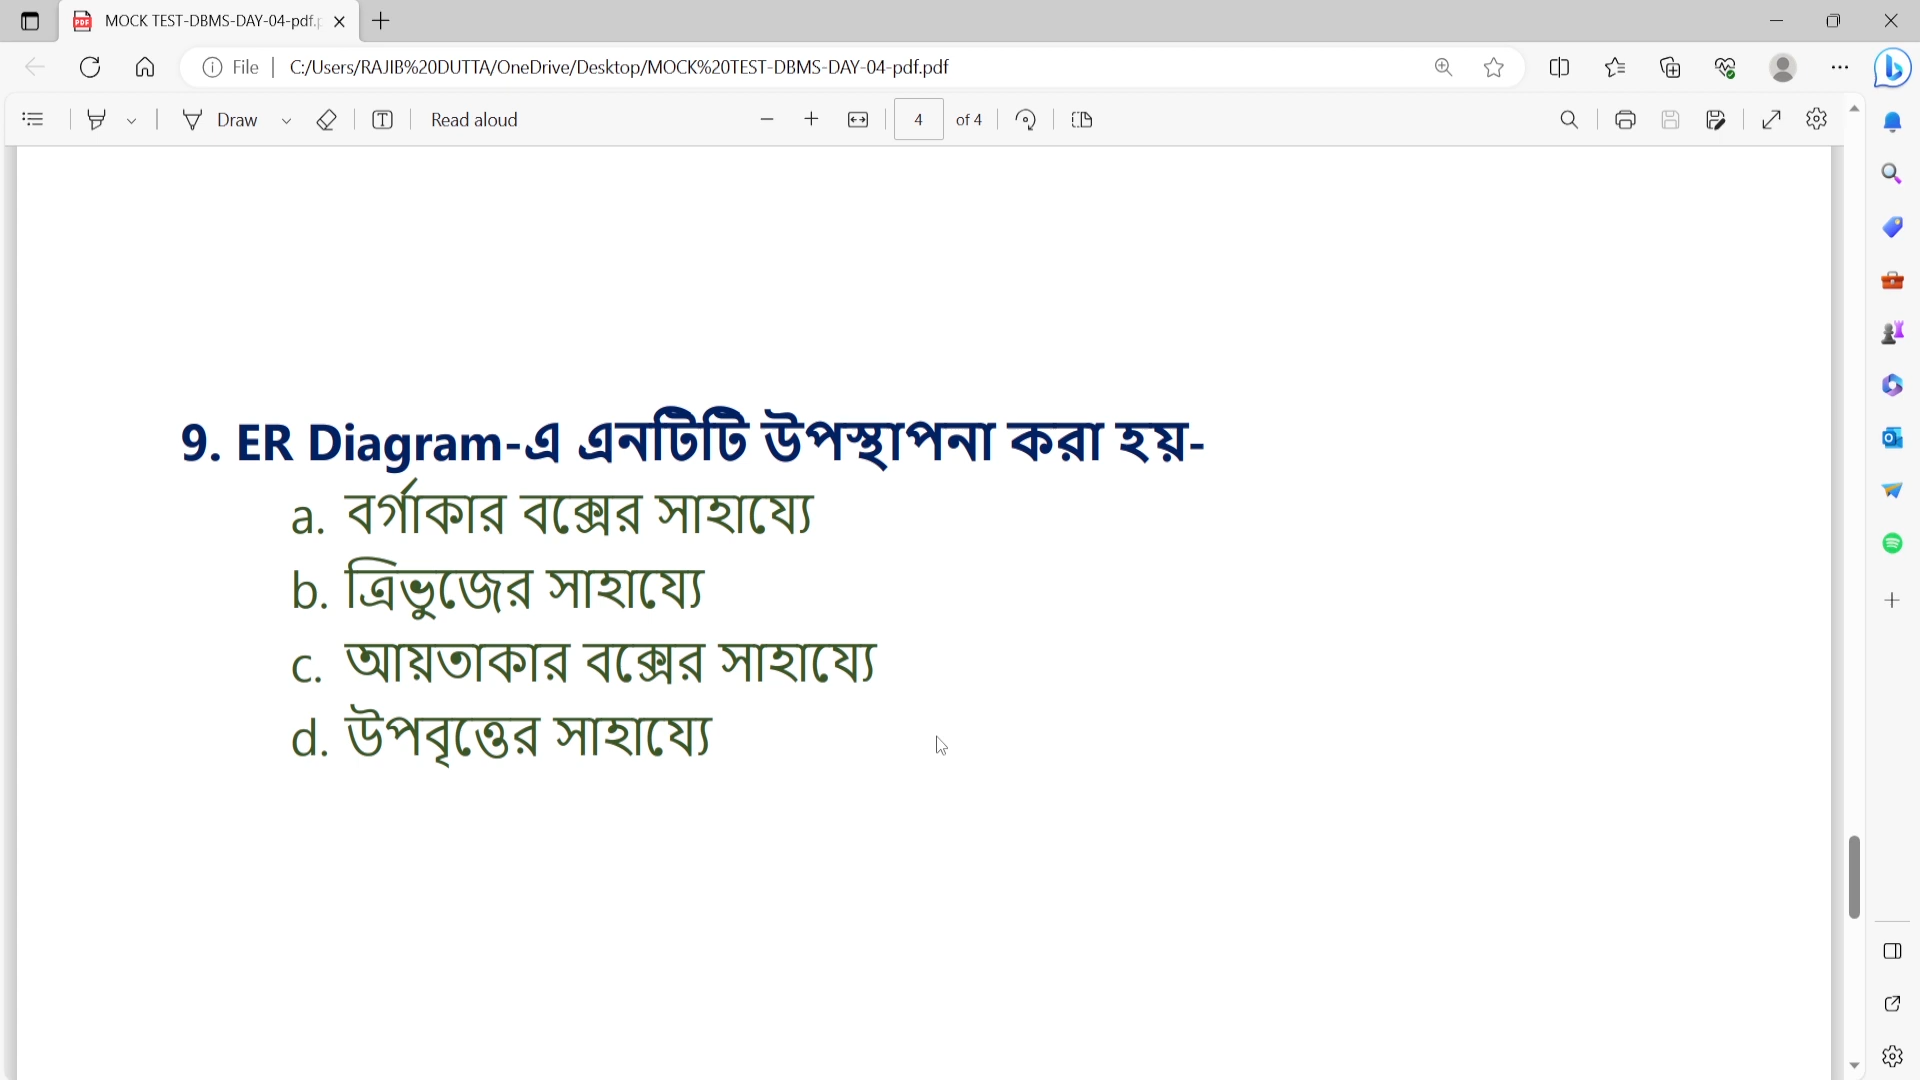 MOCK TEST-DBMS-DAY-04-pdf.p
File
C:/Users/RAJIB%20DUTTA/OneDrive/Desktop/MOCK%20TEST-DBMS-DAY-04-pdf.pdf
Draw
Read aloud
4 of 4
9. ER Diagram-এ এনটিটি উপস্থাপনা করা হয়-
a. বর্গাকার বক্সের সাহায্যে
b. ত্রিভুজের সাহায্যে
c. আয়তাকার বক্সের সাহায্যে
d. উপবৃত্তের সাহায্যে